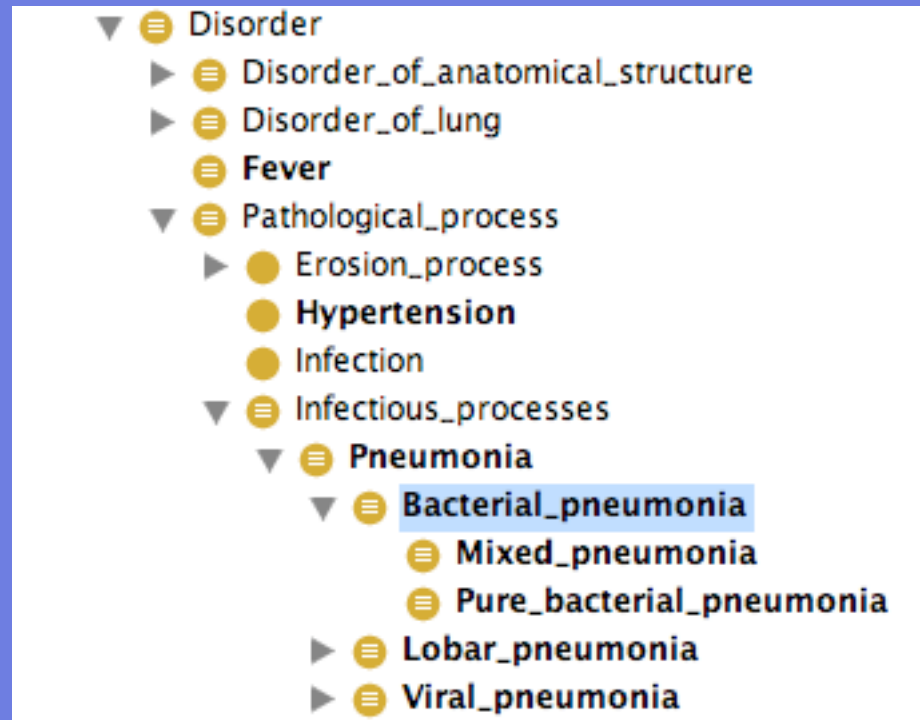 Disorder
Disorder_of_anatomical_structure
Disorder_of_lung
Fever
Pathological_process
Erosion_process
Hypertension
Infection
Infectious_processes
Pneumonia
Bacterial_pneumonia
Mixed_pneumonia
Pure_bacterial_pneumonia
Lobar_pneumonia
Viral_pneumonia